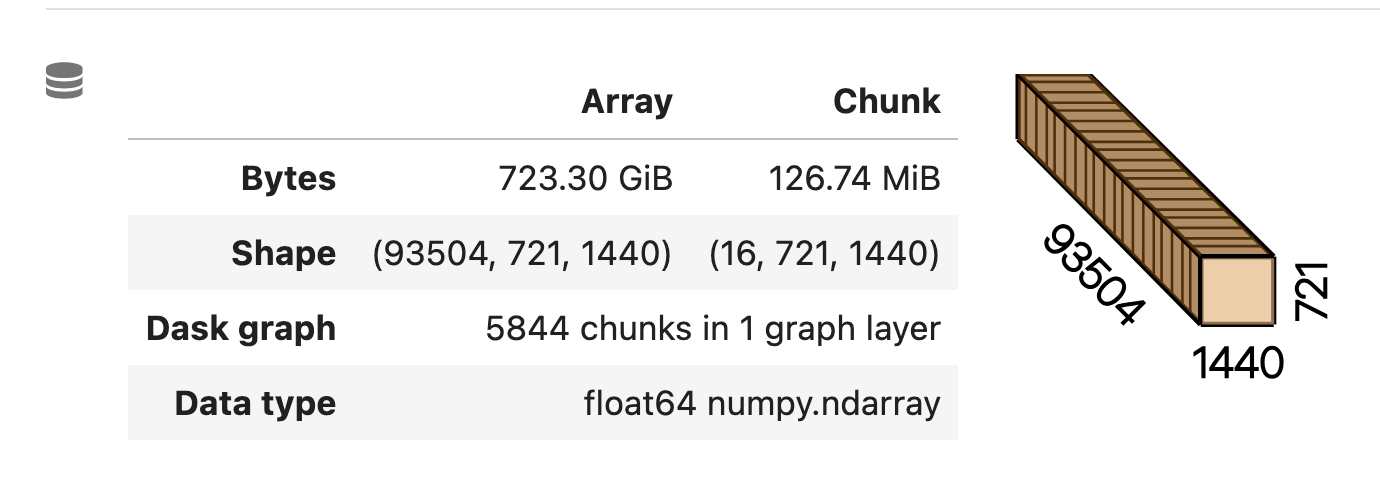 Array Chunk
Bytes 723.30 GiB 126.74 MiB
Shape (93504, 721, 1440) (16, 721, 1440)
Dask graph 5844 chunks in 1 graph layer
Data type float64 numpy.ndarray
93504
721
1440